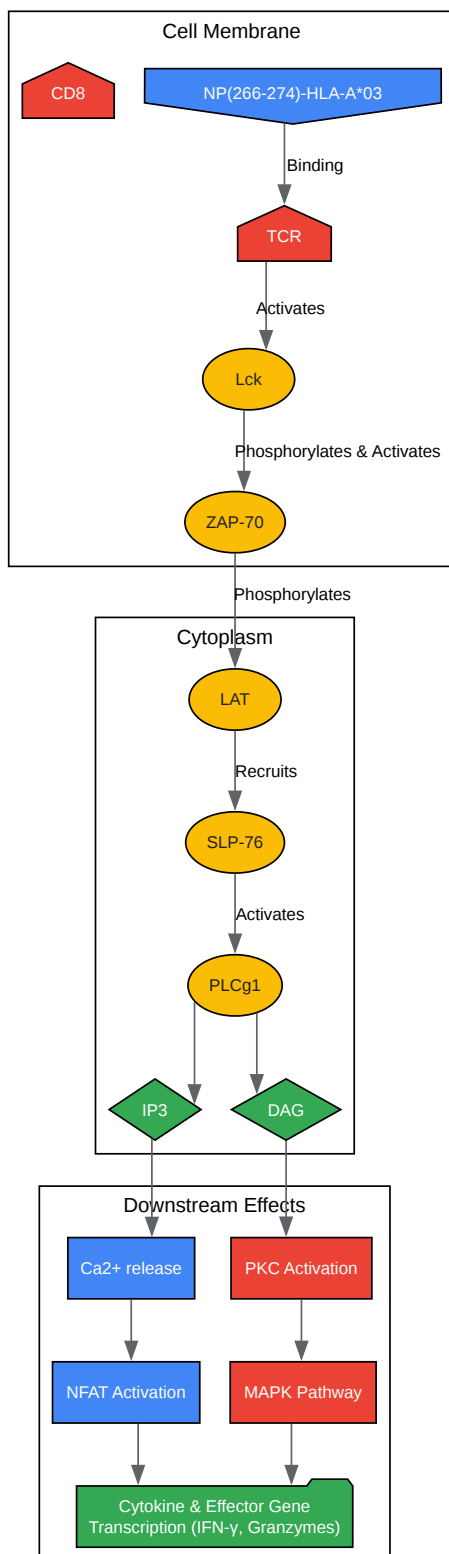 Cell Membrane
CD8
NP(266-274)-HLA-A*03
Binding
TCR
Activates
Lck
Phosphorylates & Activates
ZAP-70
Phosphorylates
Cytoplasm
LAT
Recruits
SLP-76
Activates
PLCg1
IP3
DAG
Downstream Effects
Ca2+ release
PKC Activation
NFAT Activation
MAPK Pathway
Cytokine & Effector Gene
Transcription (IFN-γ, Granzymes)